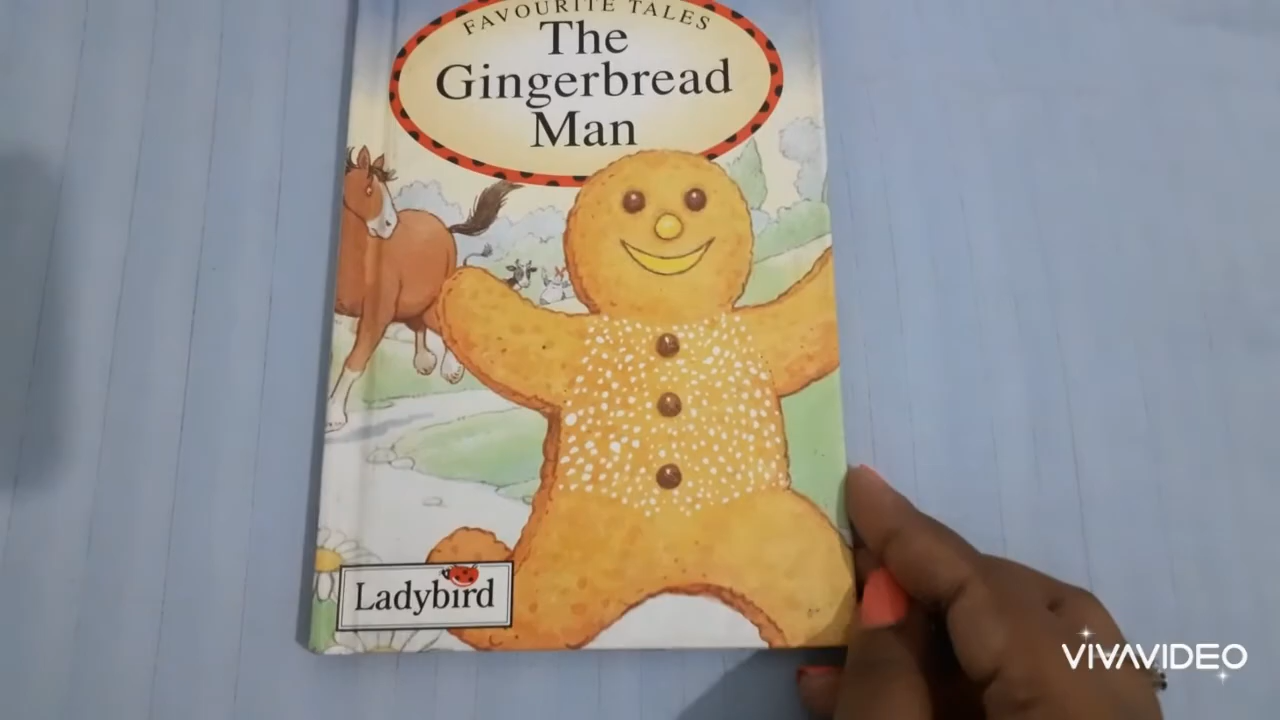 FAVOURITE TALES
The
Gingerbread
Man
Ladybird
VIVAVIDEO